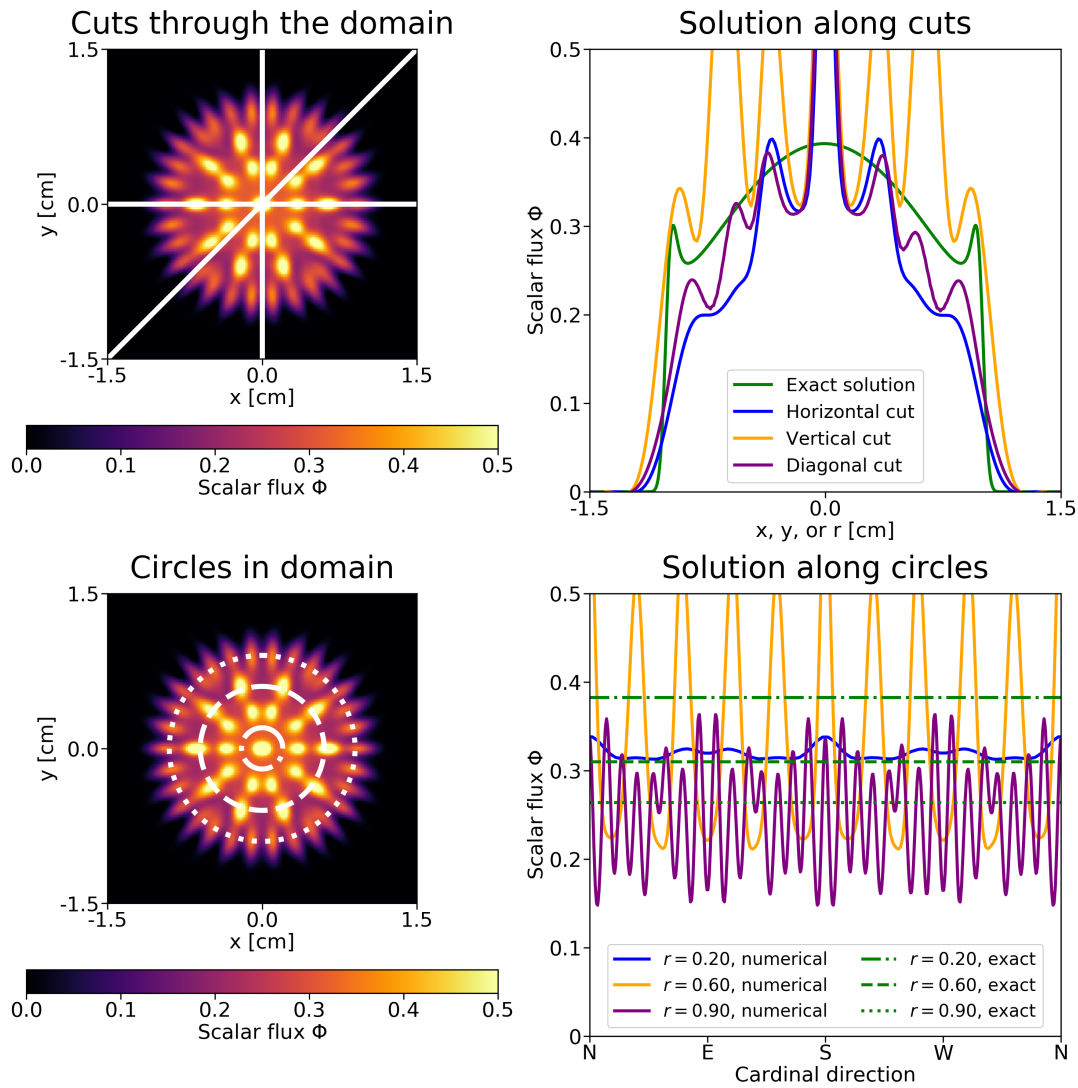 Cuts through the domain
1.5
0.0
-1.5
y [cm]
-1.5 0.0 1.5
x [cm]
0.0 0.1 0.2 0.3 0.4 0.5
Scalar flux Φ
Solution along cuts
0.5
0.4
0.3
0.2
0.1
0
Scalar flux Φ
Exact solution
Horizontal cut
Vertical cut
Diagonal cut
-1.5 0.0 1.5
x, y, or r [cm]
Circles in domain
1.5
0.0
-1.5
y [cm]
-1.5 0.0 1.5
x [cm]
0.0 0.1 0.2 0.3 0.4 0.5
Scalar flux Φ
Solution along circles
0.5
0.4
0.3
0.2
0.1
0
Scalar flux Φ
r = 0.20, numerical
r = 0.60, numerical
r = 0.90, numerical
r = 0.20, exact
r = 0.60, exact
r = 0.90, exact
N E S W N
Cardinal direction